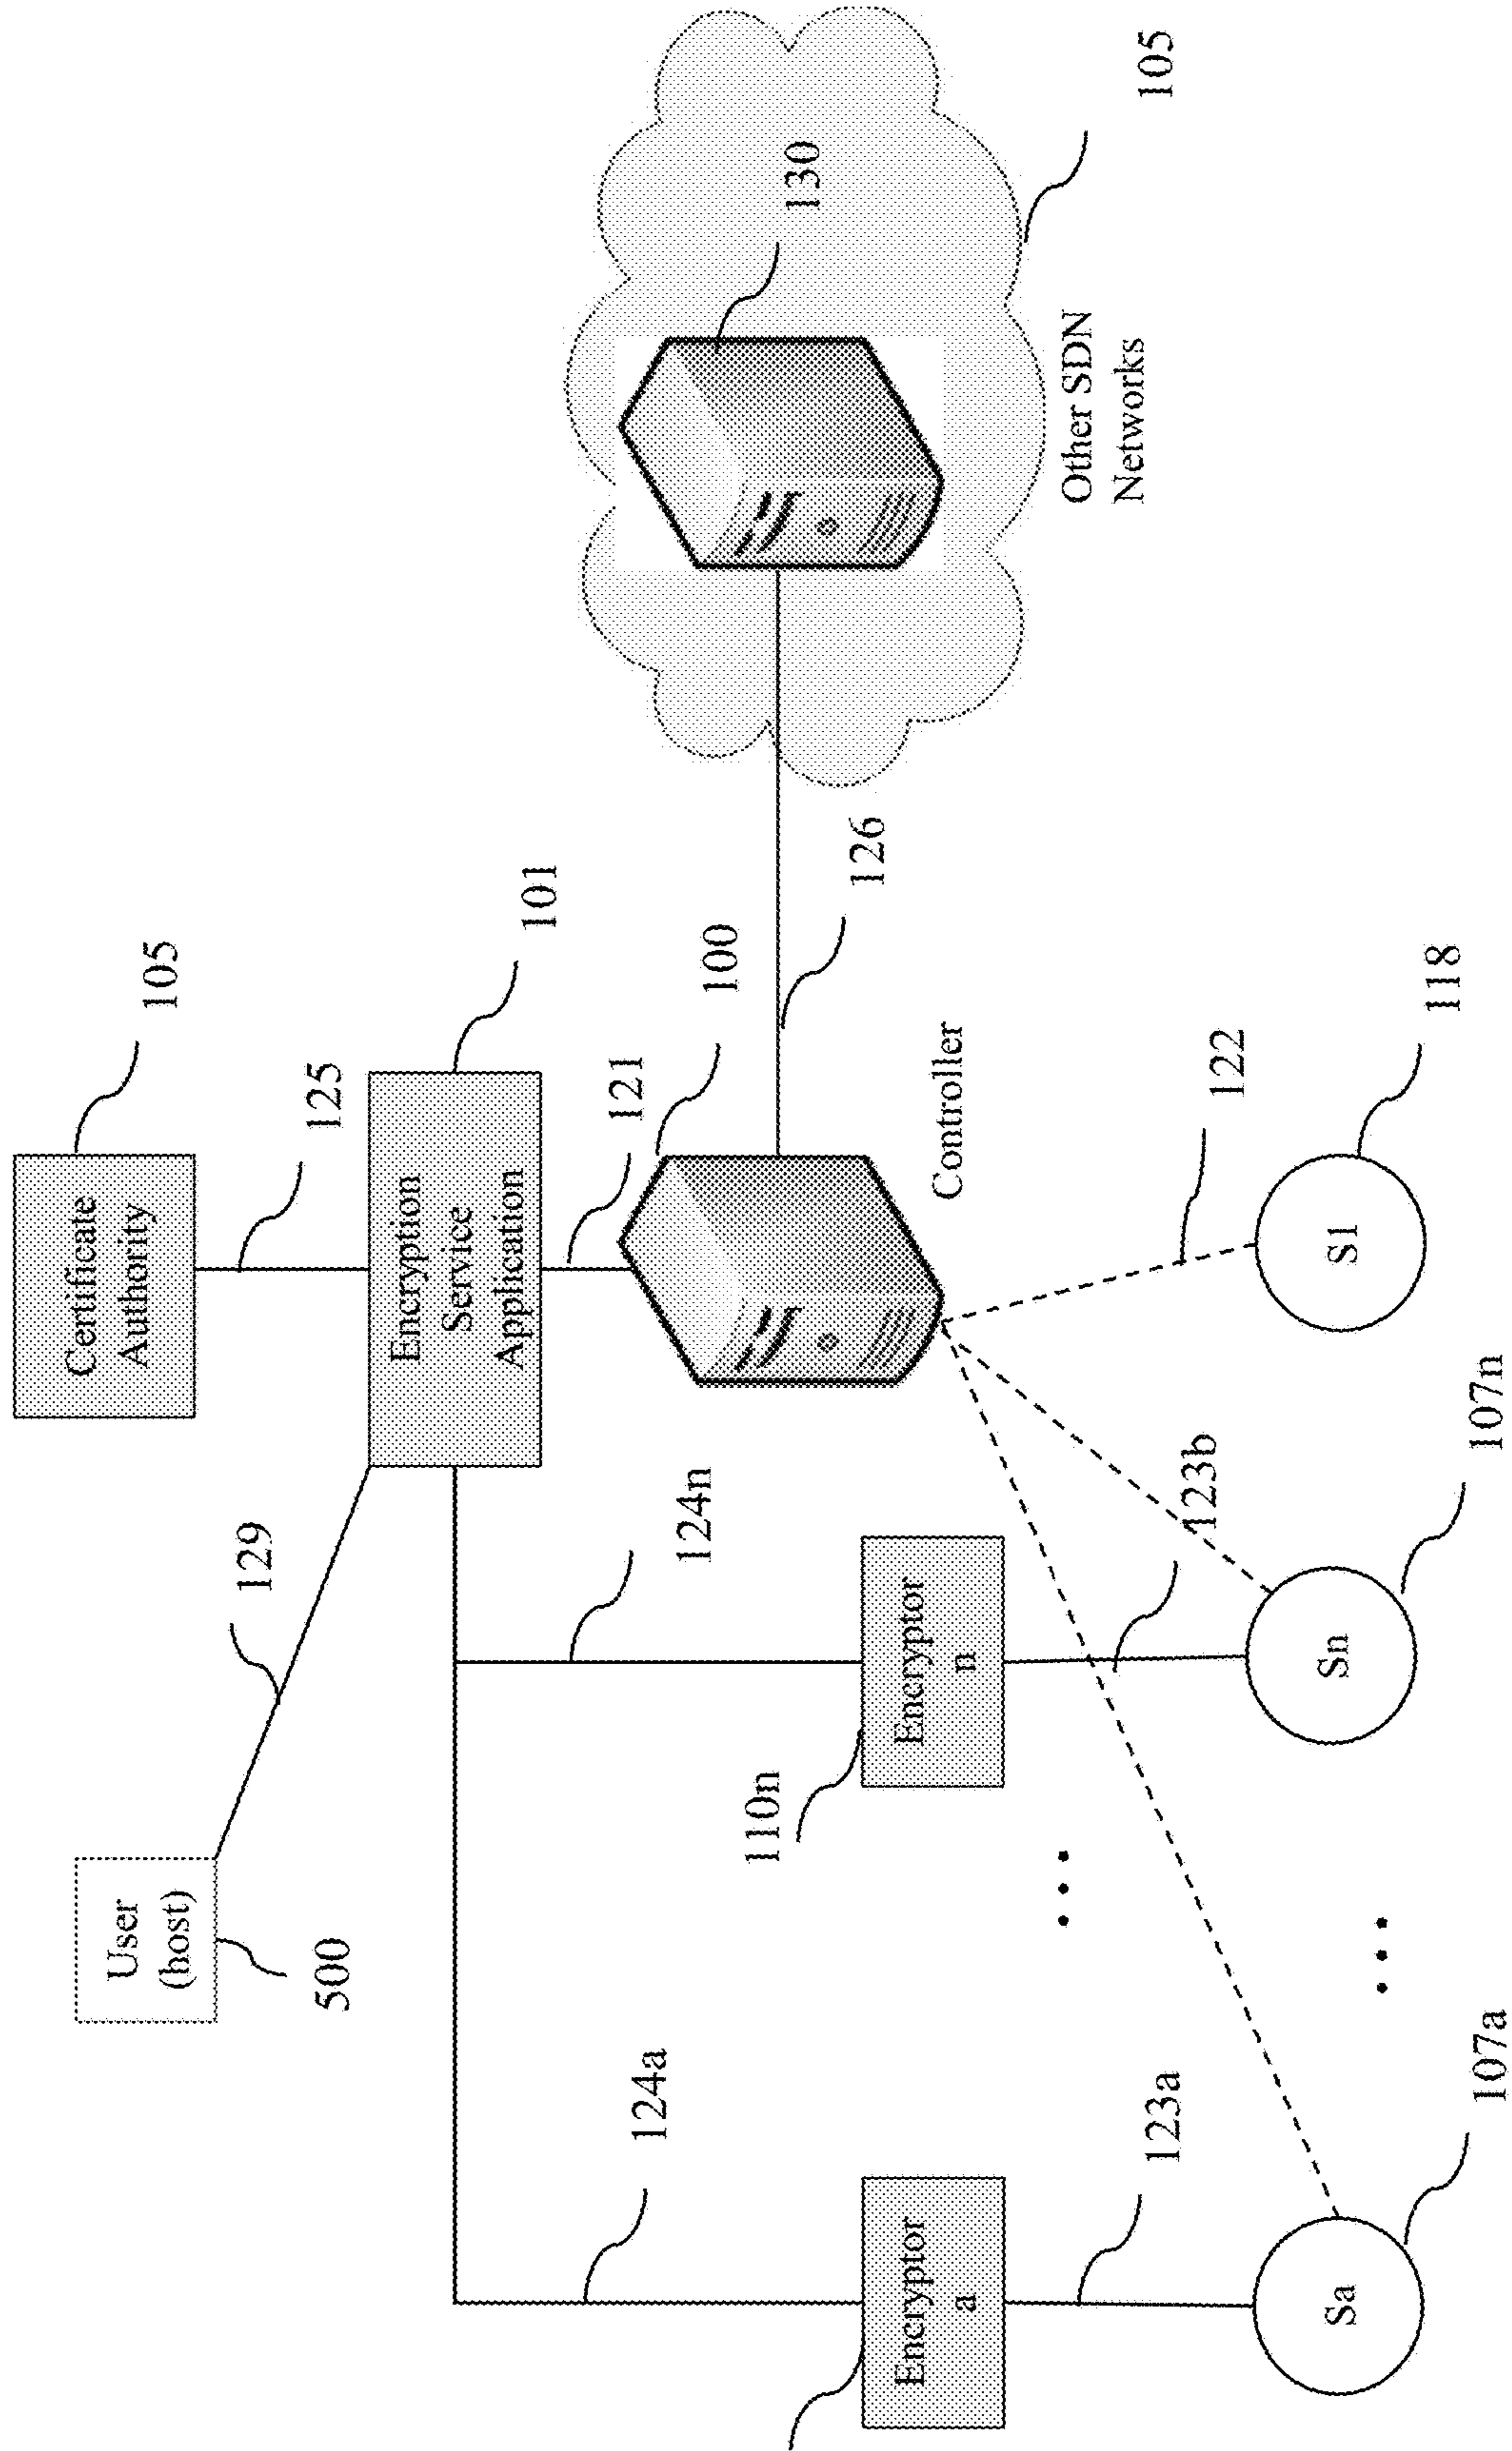 Certificate
Authority
105
125
User
(host)
500
129
Encryption
Service
Application
101
121
100
Controller
126
130
Other SDN
Networks
105
124a
124n
Encryptor
a
110n
Encryptor
n
...
123a
123b
122
Sa
107a
...
Sn
107n
S1
118